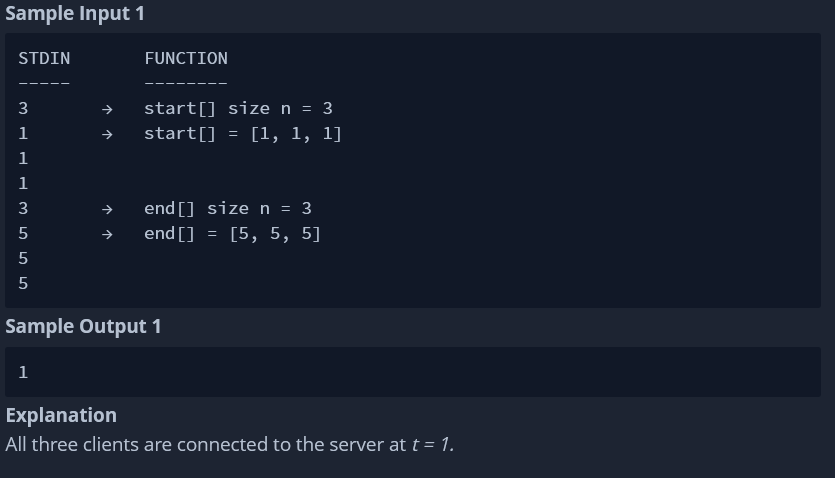 Sample Input 1
STDIN FUNCTION
----- --------
3 → start[] size n = 3
1 → start[] = [1, 1, 1]
1
1
3 → end[] size n = 3
5 → end[] = [5, 5, 5]
5
5
Sample Output 1
1
Explanation
All three clients are connected to the server at t = 1.